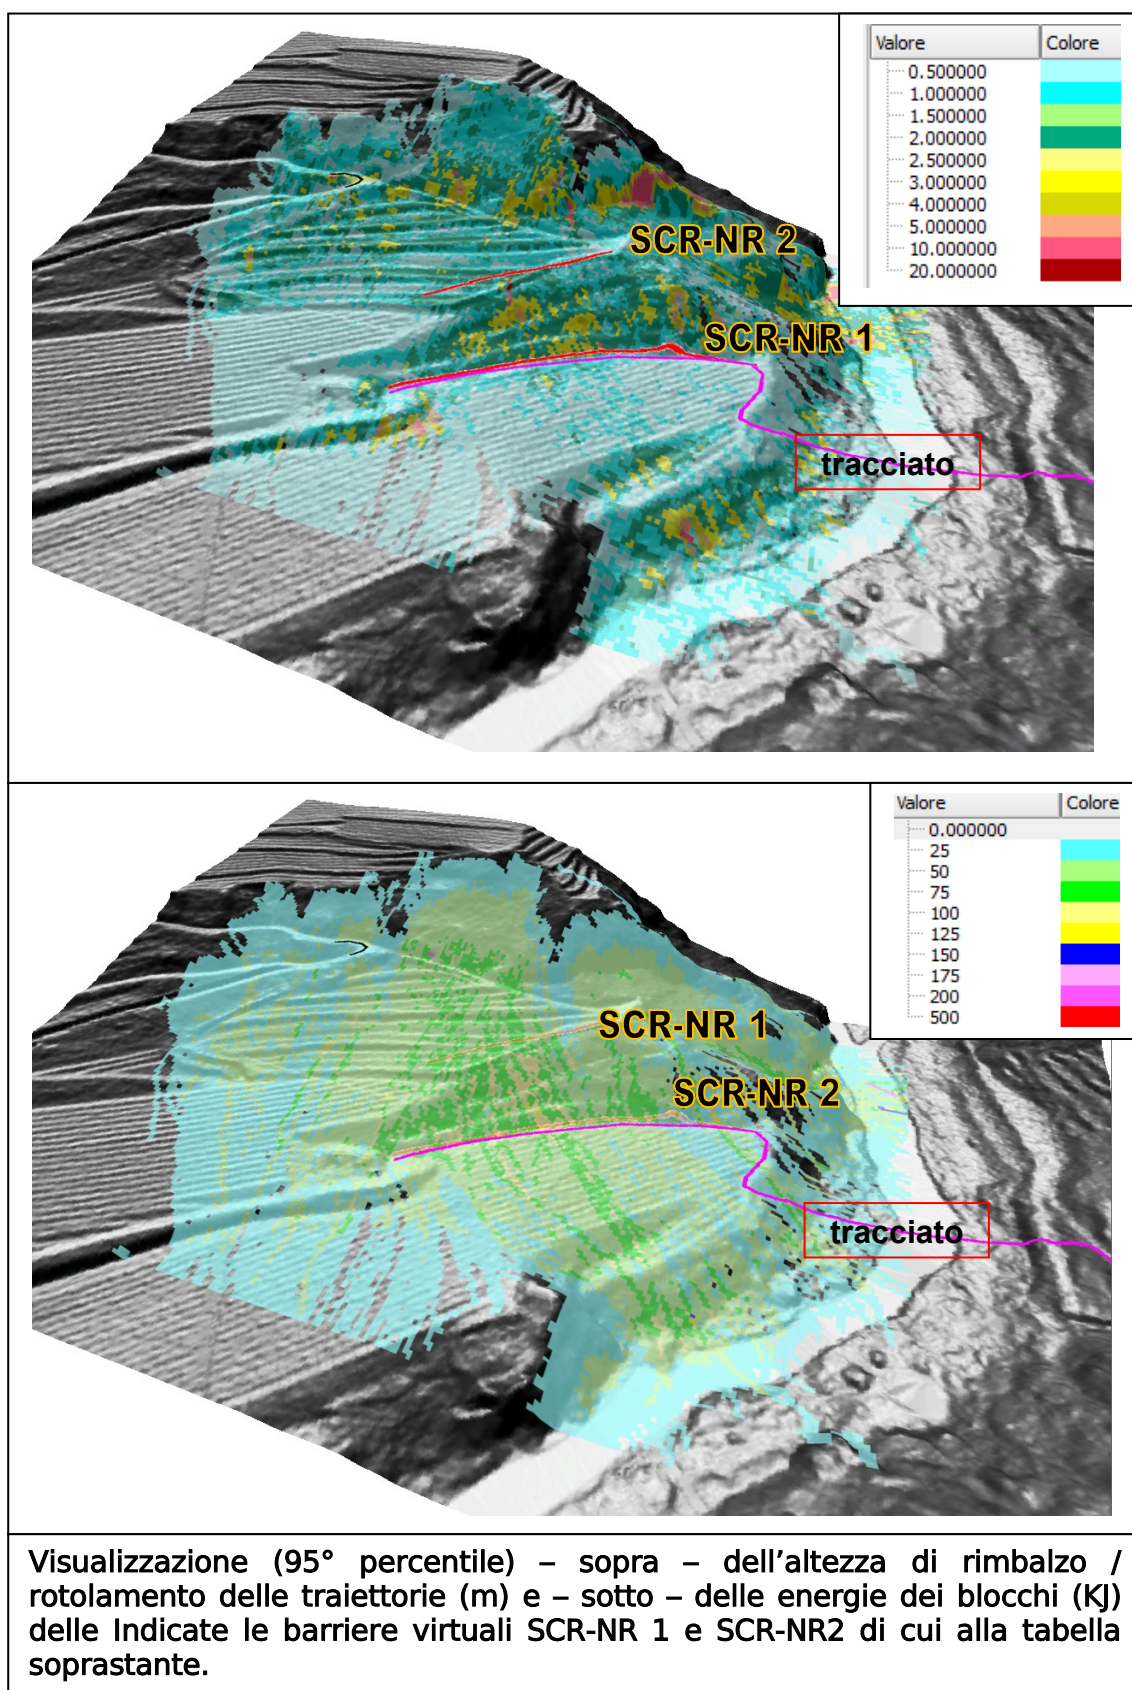 Valore Colore
0.500000
1.000000
1.500000
2.000000
2.500000
3.000000
4.000000
5.000000
10.000000
20.000000
SCR-NR 2
SCR-NR 1
tracciato
Valore Colore
0.000000
25
50
75
100
125
150
175
200
500
SCR-NR 1
SCR-NR 2
tracciato
Visualizzazione (95° percentile) – sopra – dell’altezza di rimbalzo /
rotolamento delle traiettorie (m) e – sotto – delle energie dei blocchi (KJ)
delle Indicate le barriere virtuali SCR-NR 1 e SCR-NR2 di cui alla tabella
soprastante.